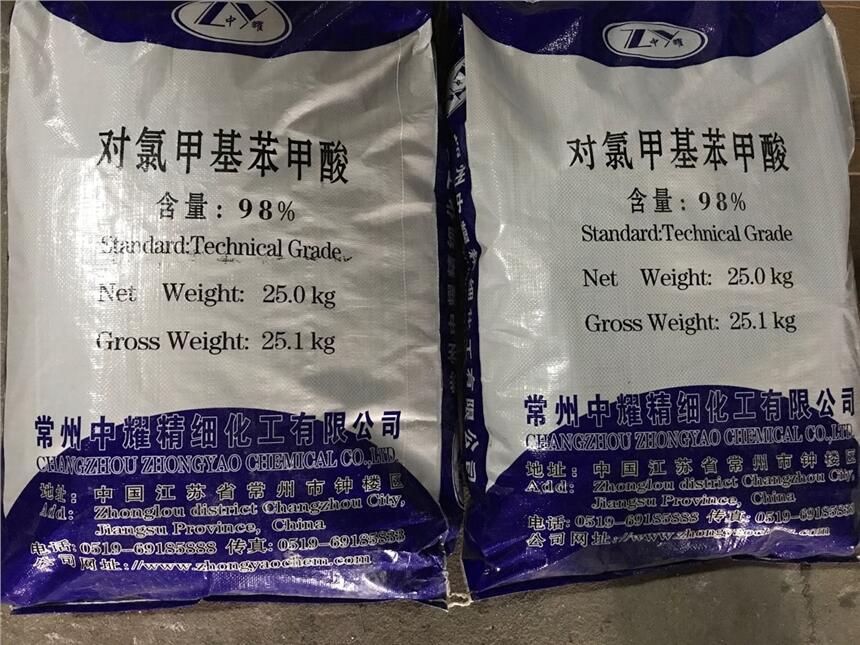 ZY
中耀
对氯甲基苯甲酸
含量: 98%
Standard:Technical Grade
Net Weight: 25.0 kg
Gross Weight: 25.1 kg
常州中耀精细化工有限公司
CHANGZHOU ZHONGYAO CHEMICAL CO.,LTD.
地址: 中国江苏省常州市钟楼区
Add: Zhonglou district Changzhou City,
Jiangsu Province, China
电话: 0519-69185888 传真: 0519-69185883
公司网址://www.zhongyaochem.com
ZY
中耀
对氯甲基苯甲酸
含量: 98%
Standard:Technical Grade
Net Weight: 25.0 kg
Gross Weight: 25.1 kg
常州中耀精细化工有限公司
CHANGZHOU ZHONGYAO CHEMICAL CO.,LTD.
地址: 中国江苏省常州市钟楼区
Add: Zhonglou district Changzhou City,
Jiangsu Province, China
电话: 0519-69185888 传真: 0519-6918588
公司网址://www.zhongyaochem.com